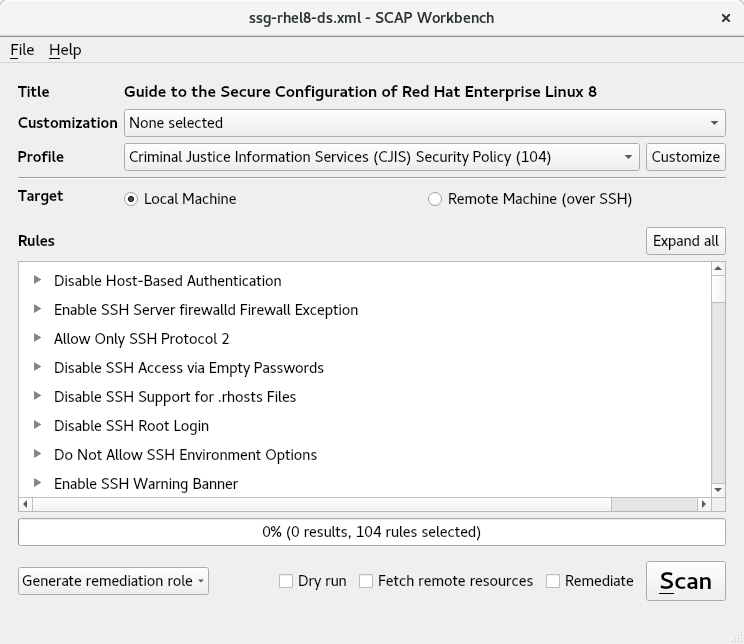 ssg-rhel8-ds.xml - SCAP Workbench
File Help
Title Guide to the Secure Configuration of Red Hat Enterprise Linux 8
Customization None selected
Profile Criminal Justice Information Services (CJIS) Security Policy (104) Customize
Target Local Machine Remote Machine (over SSH)
Rules Expand all
Disable Host-Based Authentication
Enable SSH Server firewalld Firewall Exception
Allow Only SSH Protocol 2
Disable SSH Access via Empty Passwords
Disable SSH Support for .rhosts Files
Disable SSH Root Login
Do Not Allow SSH Environment Options
Enable SSH Warning Banner
0% (0 results, 104 rules selected)
Generate remediation role Dry run Fetch remote resources Remediate Scan